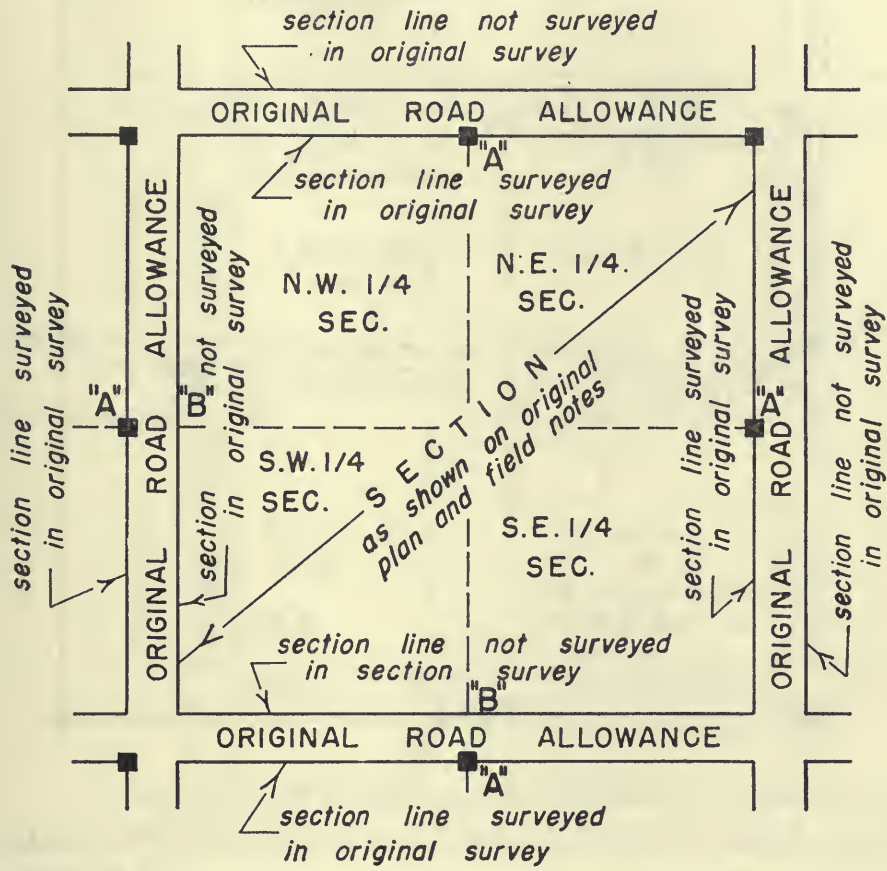 section line not surveyed
in original survey
ORIGINAL ROAD ALLOWANCE
"A"
section line surveyed
in original survey
N.W. 1/4
SEC.
N.E. 1/4.
SEC.
section line surveyed
in original survey
"A"
ORIGINAL ROAD ALLOWANCE
"B"
section line not surveyed
in original survey
S.W. 1/4
SEC.
SECTION
as shown on original
plan and field notes
S.E. 1/4
SEC.
section line surveyed
in original survey
"A"
ORIGINAL ROAD ALLOWANCE
section line not surveyed
in original survey
section line not surveyed
in section survey
"B"
ORIGINAL ROAD ALLOWANCE
"A"
section line surveyed
in original survey